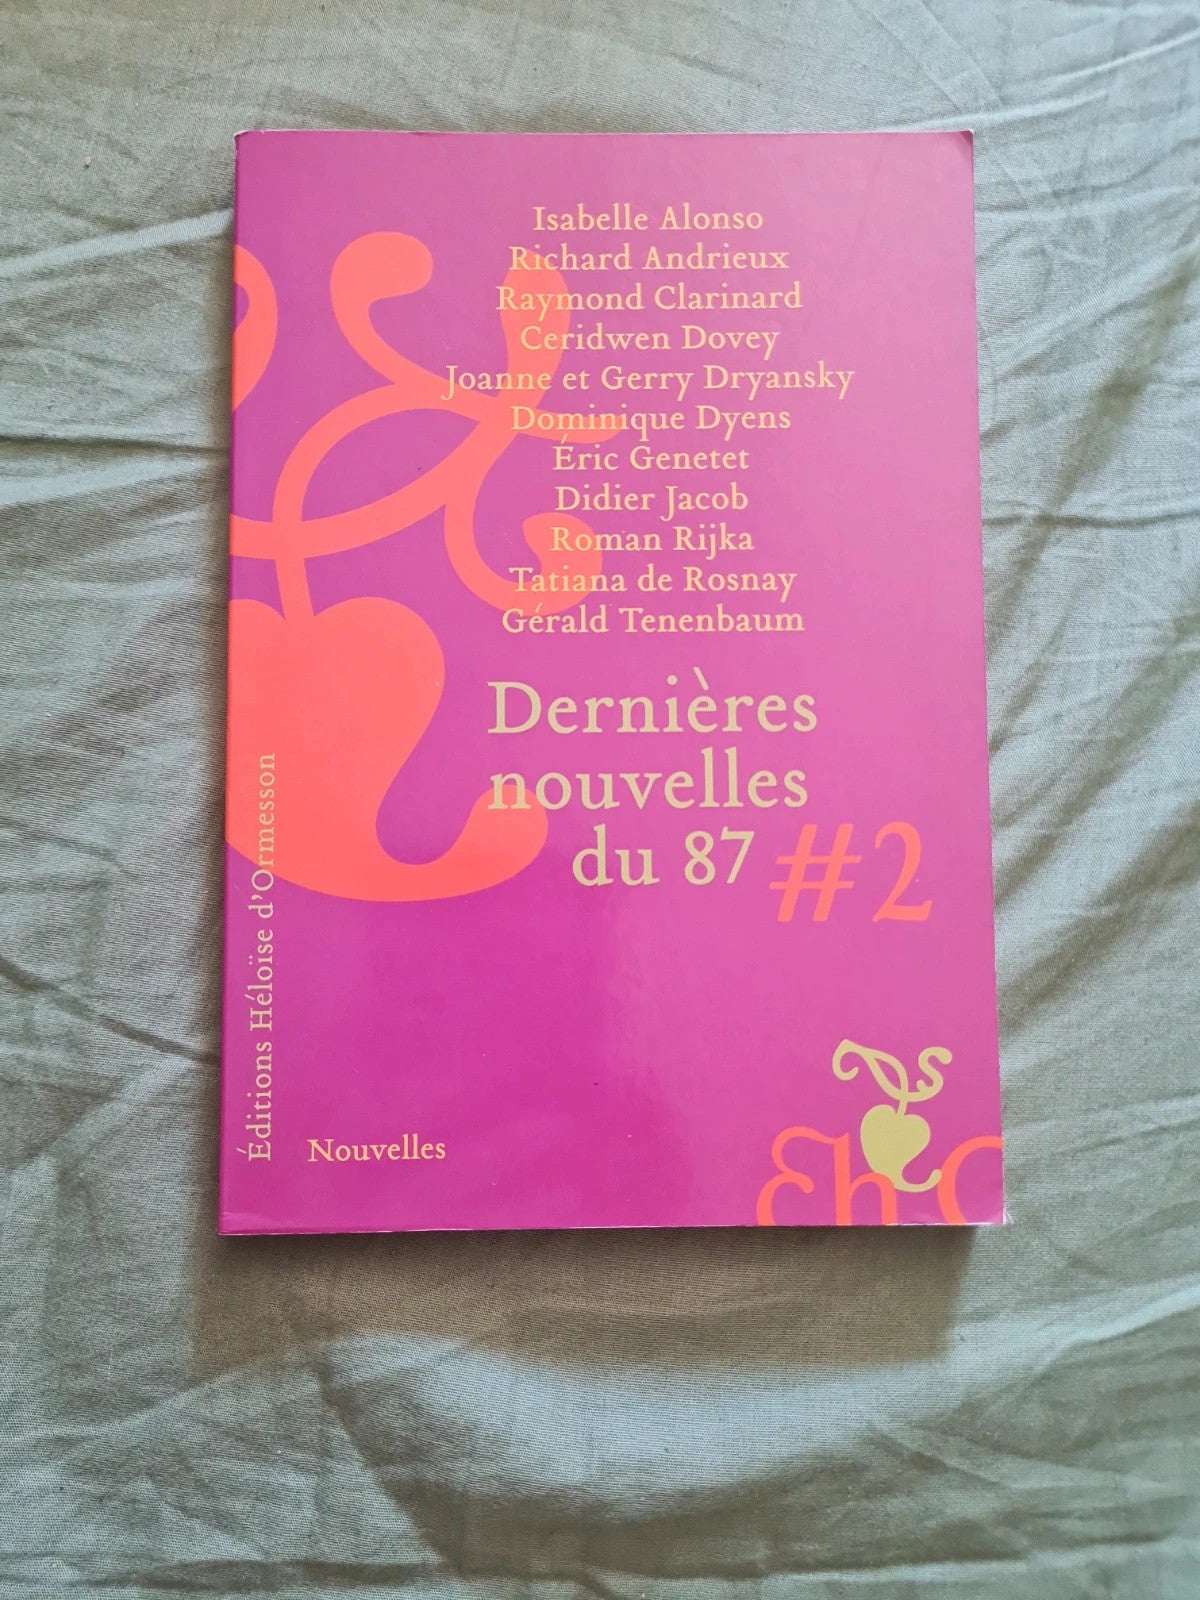 Isabelle Alonso
Richard Andrieux
Raymond Clarinard
Ceridwen Dovey
Joanne et Gerry Dryansky
Dominique Dyens
Éric Genetet
Didier Jacob
Roman Rijka
Tatiana de Rosnay
Gérald Tenenbaum
Dernières
nouvelles
du 87 #2
Éditions Héloïse d'Ormesson
Nouvelles
Eh